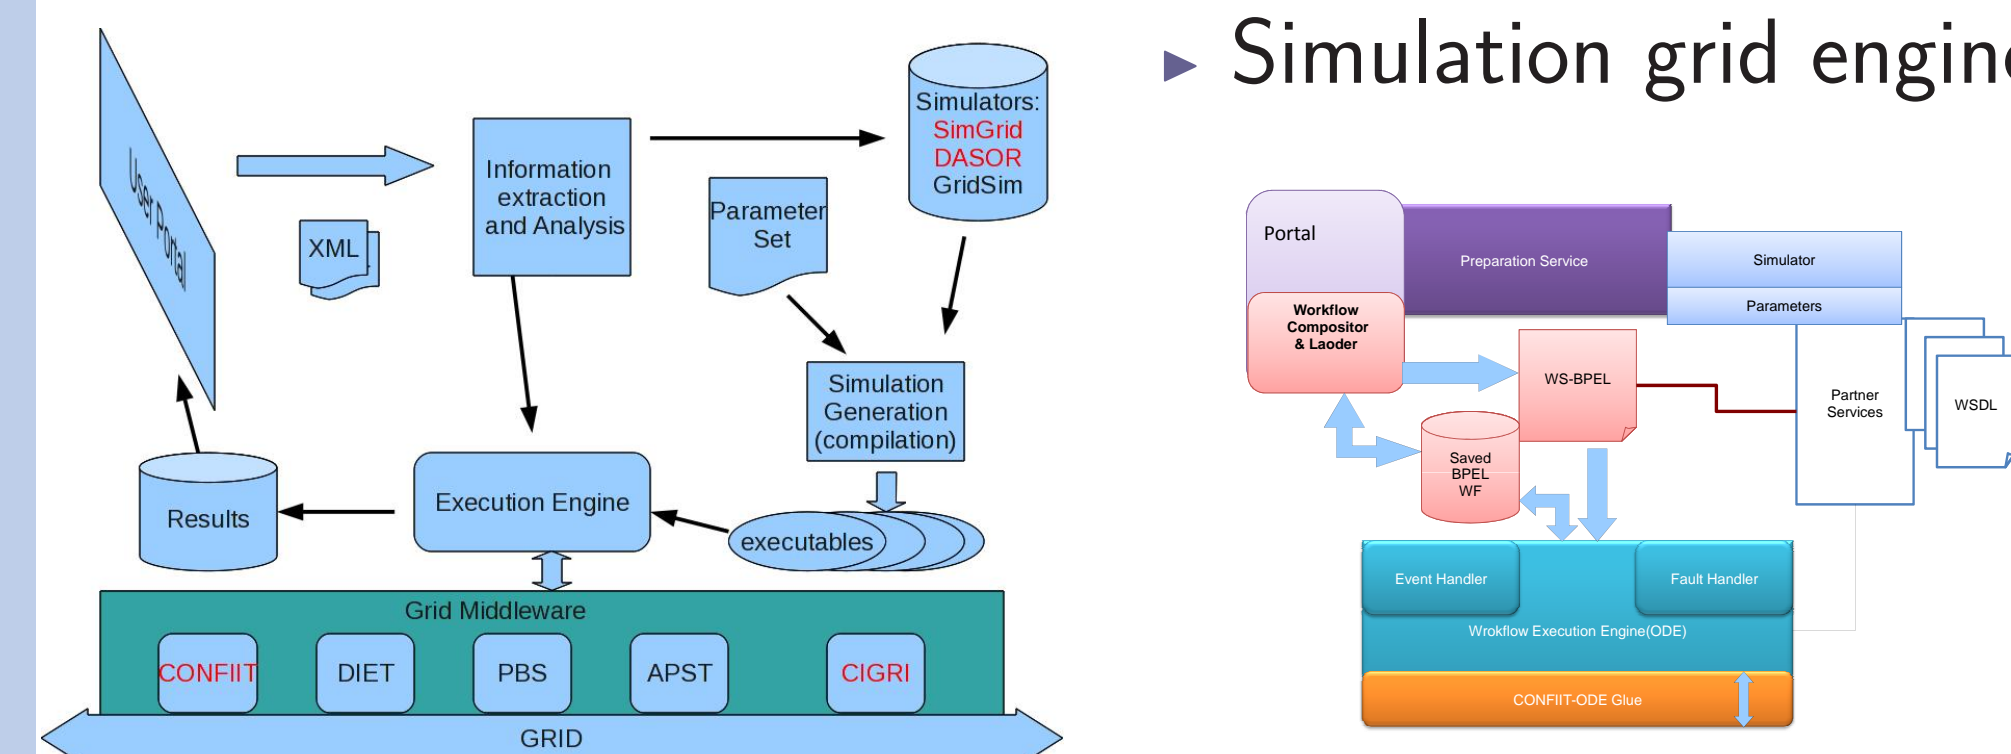 User Portal
XML
Information
extraction
and Analysis
Parameter
Set
Simulators:
SimGrid
DASOR
GridSim
Simulation
Generation
(compilation)
Results
Execution Engine
executables
Grid Middleware
CONFIIT
DIET
PBS
APST
CIGRI
GRID
Simulation grid engine
Portal
Preparation Service
Simulator
Parameters
Workflow
Compositor
& Laoder
WS-BPEL
Partner
Services
WSDL
Saved
BPEL
WF
Event Handler
Fault Handler
Wrokflow Execution Engine(ODE)
CONFIIT-ODE Glue